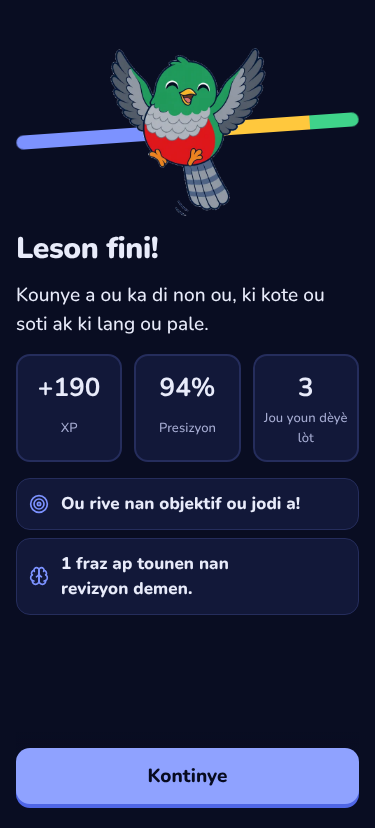 Leson fini!
Kounye a ou ka di non ou, ki kote ou
soti ak ki lang ou pale.
+190
XP
94%
Presizyon
3
Jou youn dèyè
lòt
Ou rive nan objektif ou jodi a!
1 fraz ap tounen nan
revizyon demen.
Kontinye